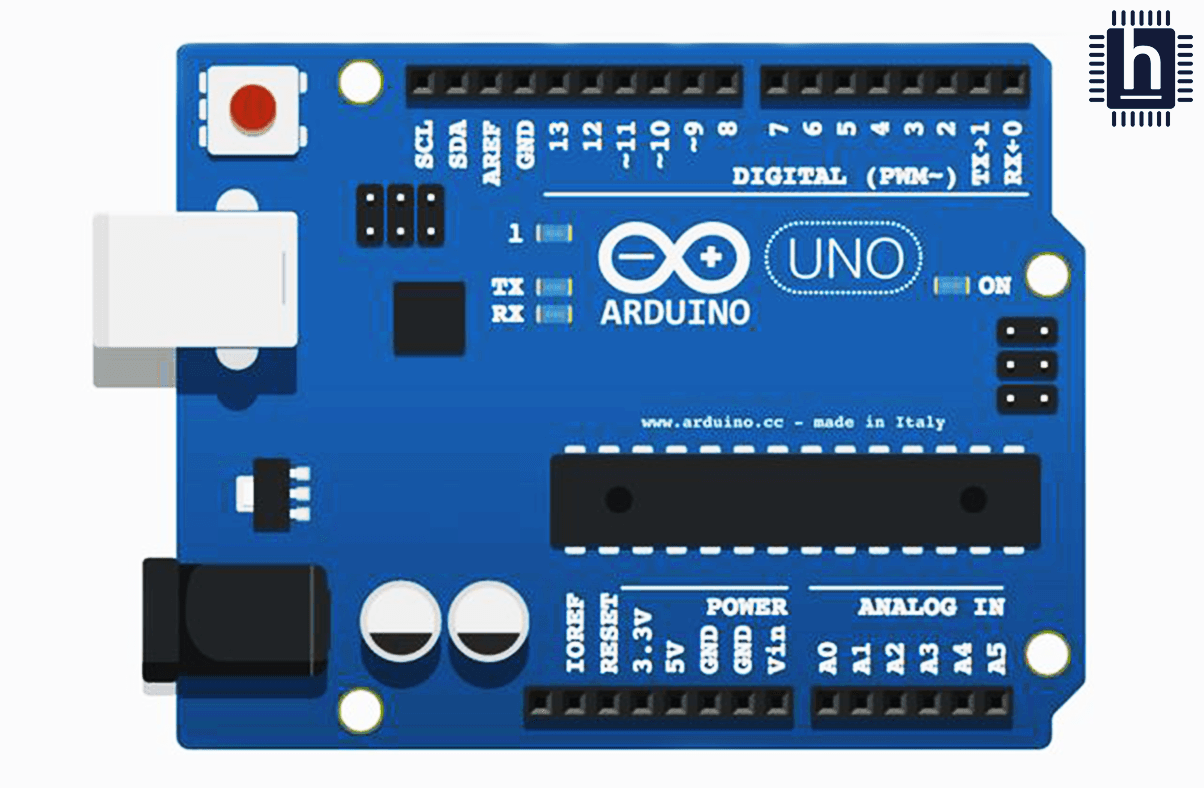 h
SCL
SDA
AREF
GND
13
12
~11
~10
~9
8
7
6
5
4
3
2
TX→1
RX←0
DIGITAL (PWM~)
1
TX
RX
UNO
ON
ARDUINO
www.arduino.cc - made in Italy
POWER
ANALOG IN
IOREF
RESET
3.3V
5V
GND
GND
Vin
A0
A1
A2
A3
A4
A5